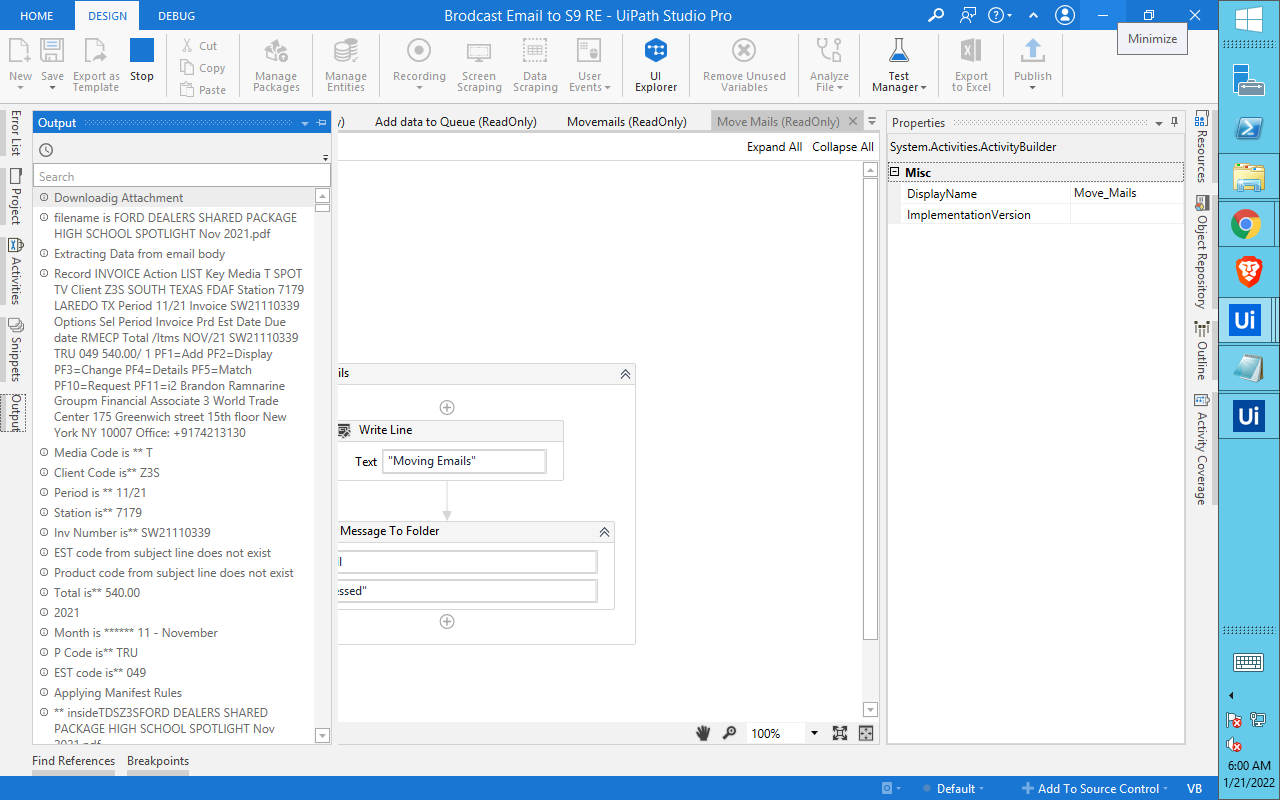 HOME
DESIGN
DEBUG
Brodcast Email to S9 RE - UiPath Studio Pro
Minimize
New
Save
Export as
Template
Stop
Cut
Copy
Paste
Manage
Packages
Manage
Entities
Recording
Screen
Scraping
Data
Scraping
User
Events
UI
Explorer
Remove Unused
Variables
Analyze
File
Test
Manager
Export
to Excel
Publish
Error List
Project
Activities
Snippets
Output
Output
Search
Downloadig Attachment
filename is FORD DEALERS SHARED PACKAGE
HIGH SCHOOL SPOTLIGHT Nov 2021.pdf
Extracting Data from email body
Record INVOICE Action LIST Key Media T SPOT
TV Client Z3S SOUTH TEXAS FDAF Station 7179
LAREDO TX Period 11/21 Invoice SW21110339
Options Sel Period Invoice Prd Est Date Due
date RMECP Total /Itms NOV/21 SW21110339
TRU 049 540.00/ 1 PF1=Add PF2=Display
PF3=Change PF4=Details PF5=Match
PF10=Request PF11=i2 Brandon Ramnarine
Groupm Financial Associate 3 World Trade
Center 175 Greenwich street 15th floor New
York NY 10007 Office: +9174213130
Media Code is ** T
Client Code is** Z3S
Period is ** 11/21
Station is** 7179
Inv Number is** SW21110339
EST code from subject line does not exist
Product code from subject line does not exist
Total is** 540.00
2021
Month is ****** 11 - November
P Code is** TRU
EST code is** 049
Applying Manifest Rules
** insideTDSZ3SFORD DEALERS SHARED
PACKAGE HIGH SCHOOL SPOTLIGHT Nov
2021.pdf
Find References
Breakpoints
y)
Add data to Queue (ReadOnly)
Movemails (ReadOnly)
Move Mails (ReadOnly)
Expand All
Collapse All
ils
Write Line
Text
"Moving Emails"
Message To Folder
il
essed"
100%
Properties
System.Activities.ActivityBuilder
Misc
DisplayName
Move_Mails
ImplementationVersion
Resources
Object Repository
Outline
Activity Coverage
Default
Add To Source Control
VB
Ui
Ui
6:00 AM
1/21/2022